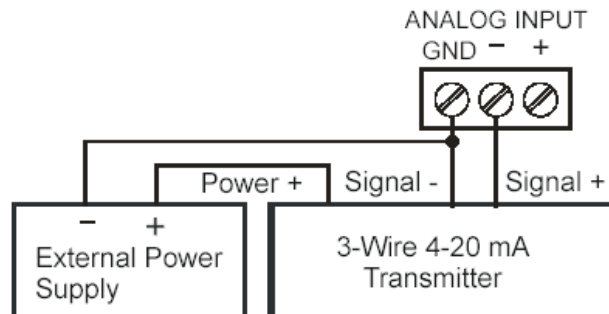 ANALOG INPUT
GND − +
Power + Signal - Signal +
− +
External Power
Supply
3-Wire 4-20 mA
Transmitter